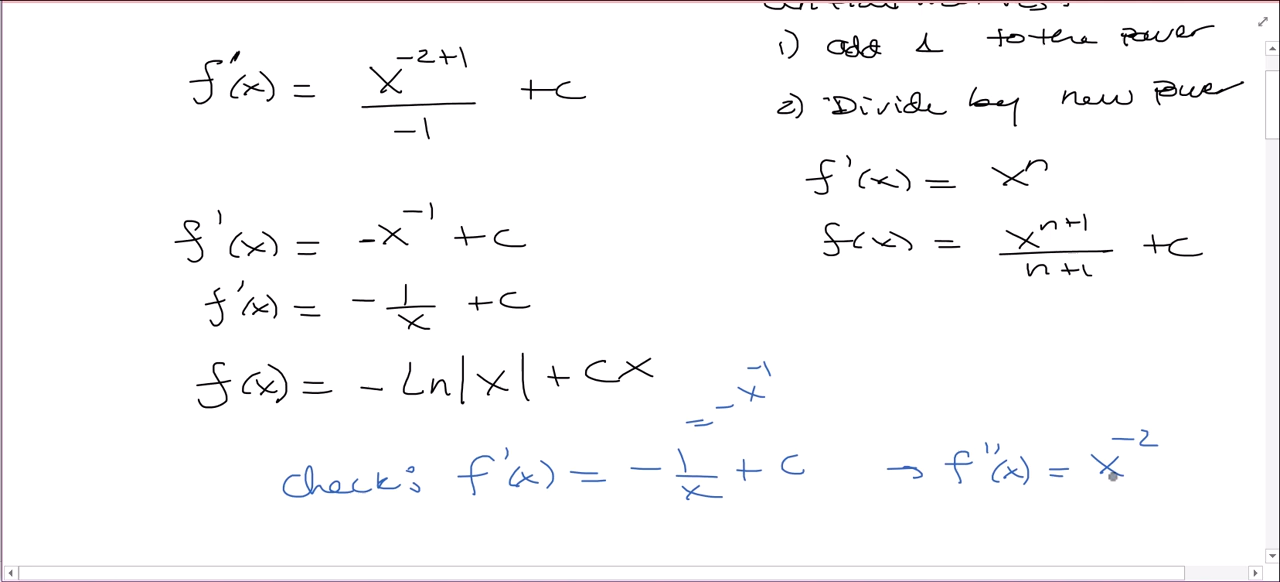 1) add 1 to the power
2) Divide by new power
f'(x) = x^n
f(x) = x^{n+1}/(n+1) + c
f'(x) = x^{-2+1}/-1 + c
f'(x) = -x^{-1} + c
f'(x) = -1/x + c
f(x) = -Ln|x| + cx
= -x^{-1}
check: f'(x) = -1/x + c → f''(x) = x^{-2}